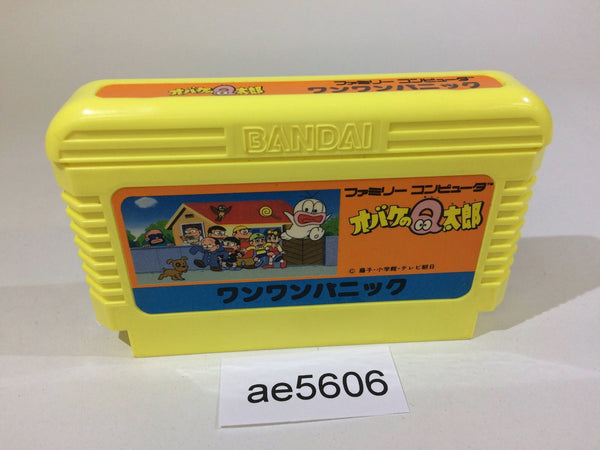 オバケのQ太郎
ファミリー コンピュータ
ワンワンパニック
BANDAI
ファミリー コンピュータ™
オバケのQ太郎
© 藤子・小学館・テレビ朝日
ワンワンパニック
ae5606